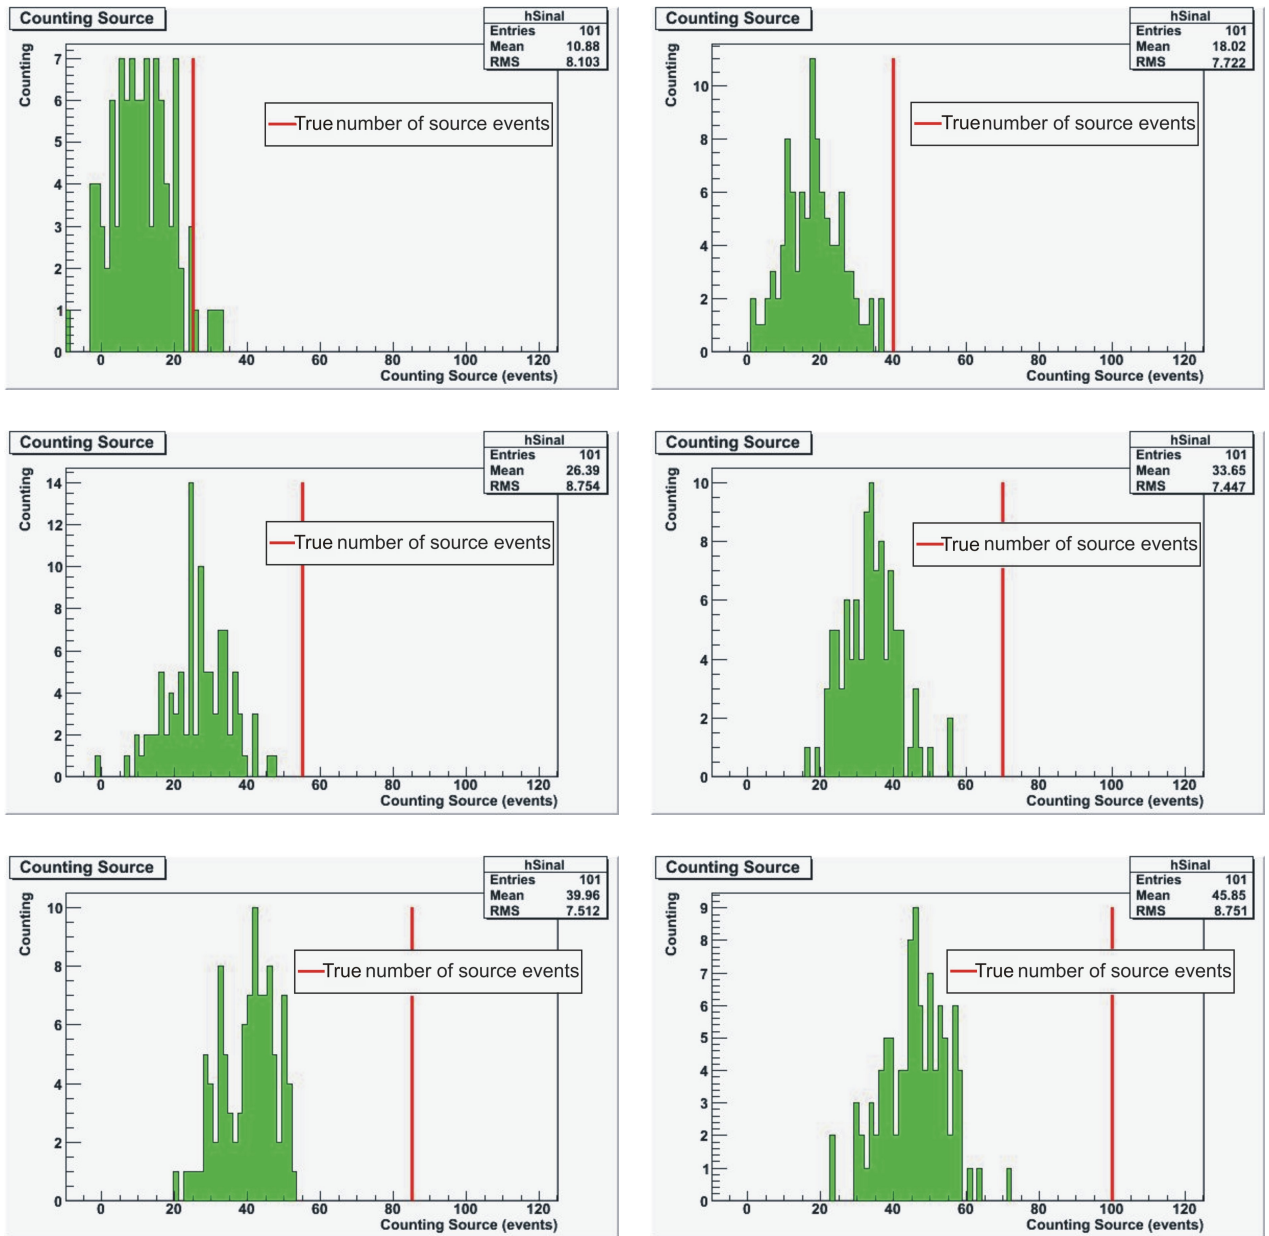 Counting Source
hSinal
Entries 101
Mean 10.88
RMS 8.103
Counting
7
6
5
4
3
2
1
0
True number of source events
0 20 40 60 80 100 120
Counting Source (events)
Counting Source
hSinal
Entries 101
Mean 18.02
RMS 7.722
Counting
10
8
6
4
2
0
True number of source events
0 20 40 60 80 100 120
Counting Source (events)
Counting Source
hSinal
Entries 101
Mean 26.39
RMS 8.754
Counting
14
12
10
8
6
4
2
0
True number of source events
0 20 40 60 80 100 120
Counting Source (events)
Counting Source
hSinal
Entries 101
Mean 33.65
RMS 7.447
Counting
10
8
6
4
2
0
True number of source events
0 20 40 60 80 100 120
Counting Source (events)
Counting Source
hSinal
Entries 101
Mean 39.96
RMS 7.512
Counting
10
8
6
4
2
0
True number of source events
0 20 40 60 80 100 120
Counting Source (events)
Counting Source
hSinal
Entries 101
Mean 45.85
RMS 8.751
Counting
9
8
7
6
5
4
3
2
1
0
True number of source events
0 20 40 60 80 100 120
Counting Source (events)